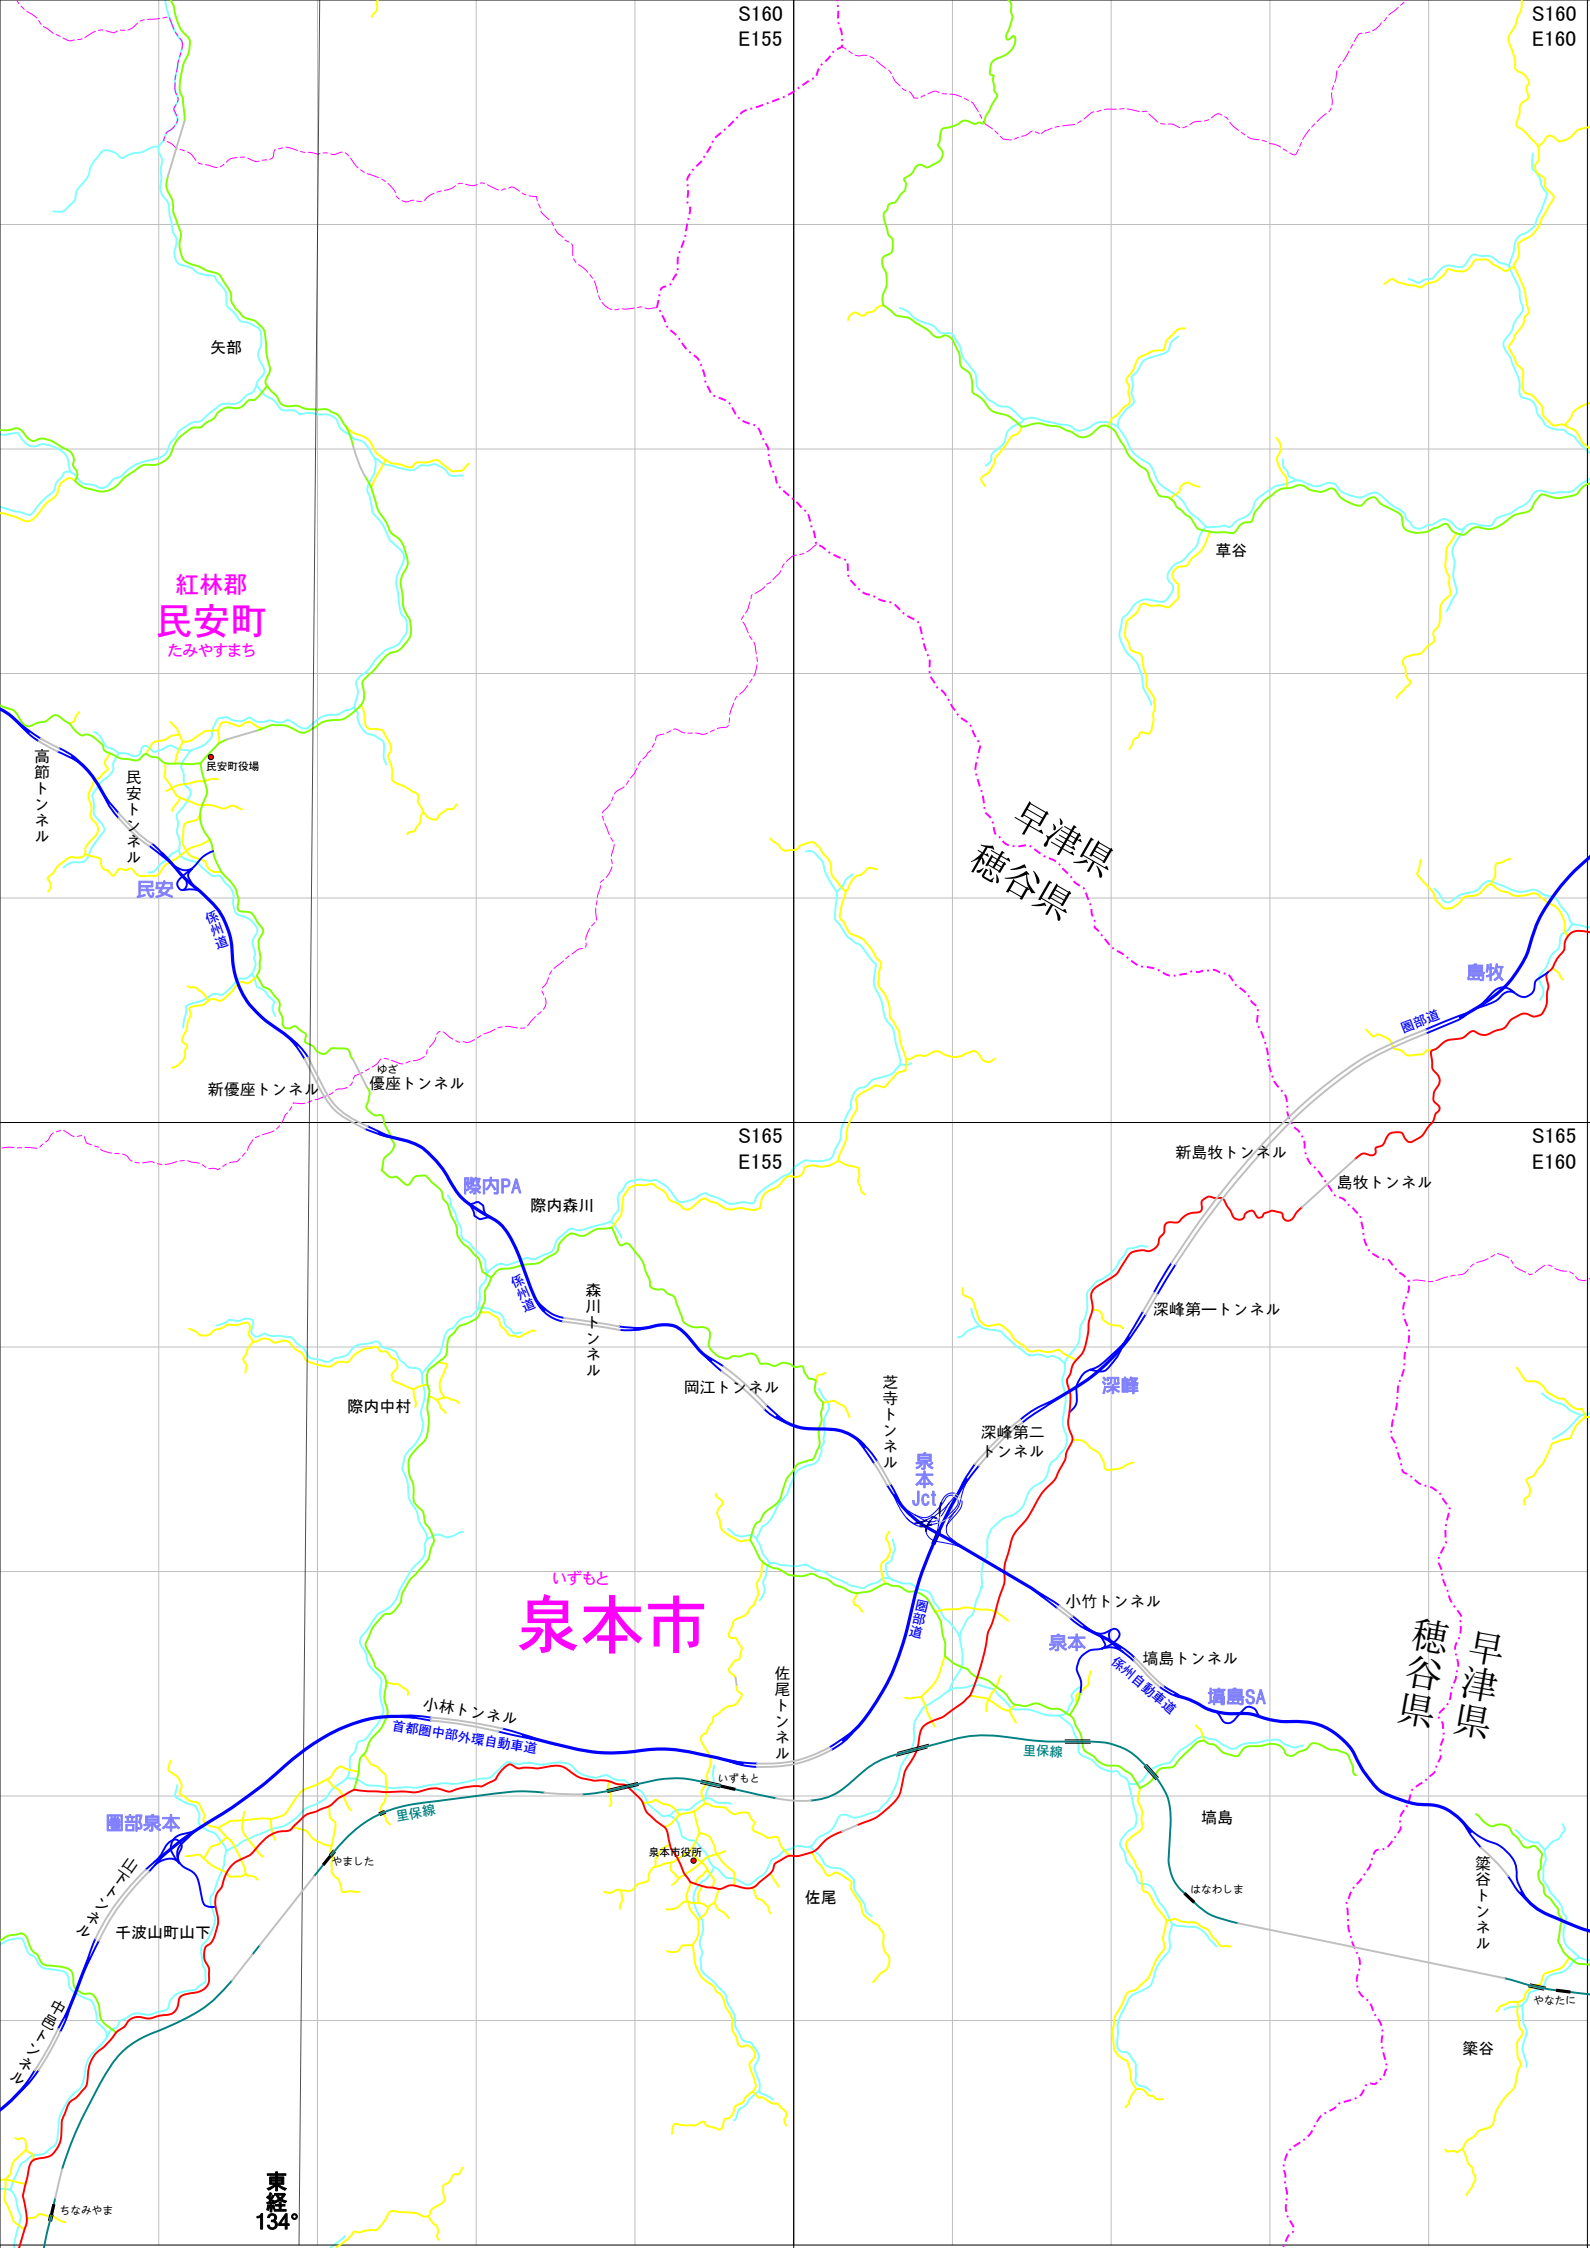 S160
E155
S160
E160
矢部
草谷
紅林郡
民安町
たみやすまち
高節トンネル
民安トンネル
民安町役場
民安
係州道
早津県
穂谷県
島牧
圏部道
新優座トンネル
ゆざ
優座トンネル
S165
E155
S165
E160
新島牧トンネル
島牧トンネル
際内PA
際内森川
係州道
森川トンネル
深峰第一トンネル
岡江トンネル
芝寺トンネル
深峰
際内中村
深峰第二
トンネル
泉本
Jct
いずもと
泉本市
圏部道
小竹トンネル
泉本
塙島トンネル
係州自動車道
塙島SA
穂谷県
早津県
佐尾トンネル
小林トンネル
首都圏中部外環自動車道
里保線
いずもと
里保線
圏部泉本
塙島
やました
泉本市役所
山下トンネル
佐尾
はなわしま
簗谷トンネル
千波山町山下
中邑トンネル
やなたに
簗谷
東経
134°
ちなみやま